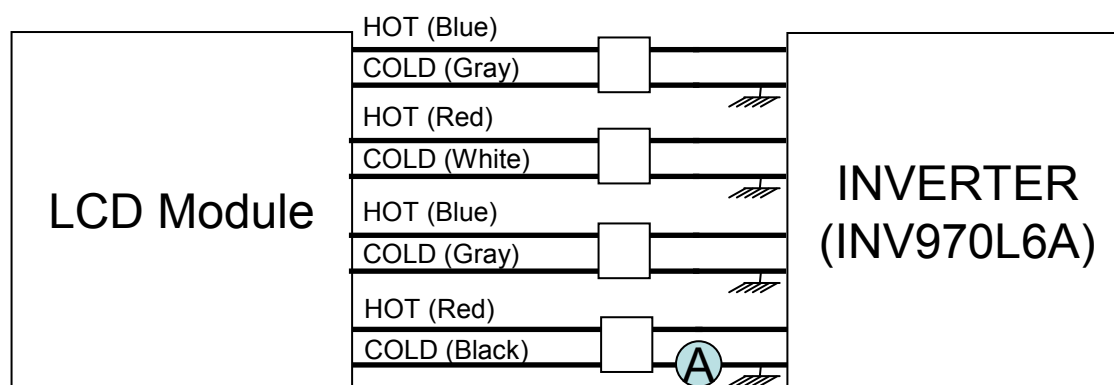 HOT (Blue)
COLD (Gray)
HOT (Red)
COLD (White)
HOT (Blue)
COLD (Gray)
HOT (Red)
COLD (Black)
LCD Module
INVERTER
(INV970L6A)
A